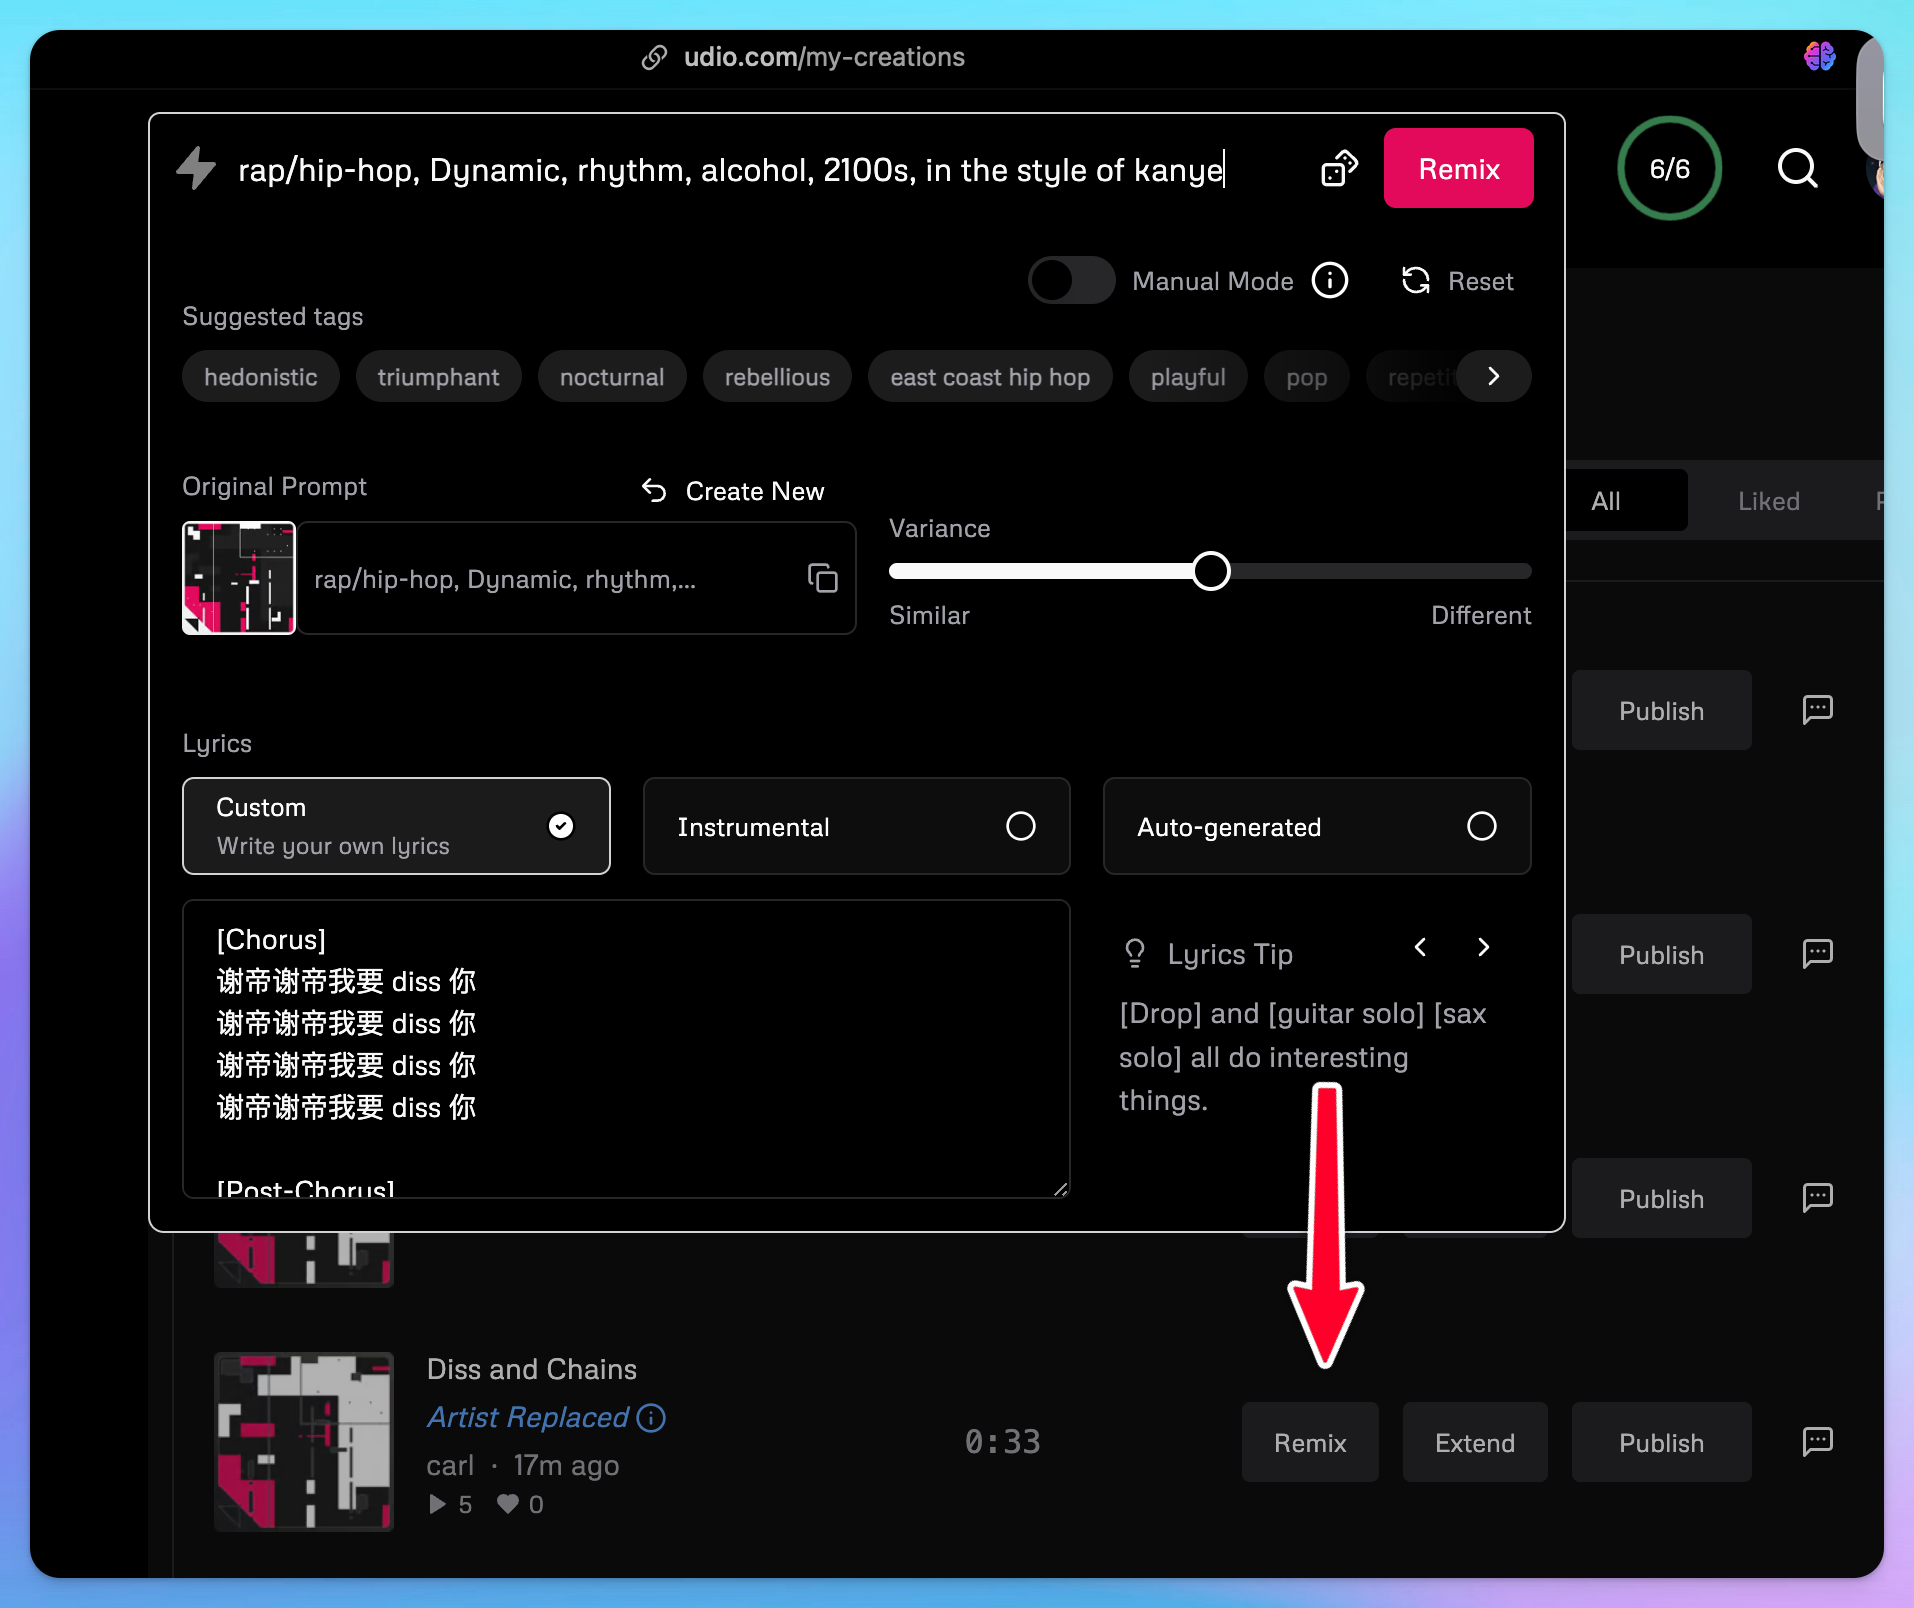 udio.com/my-creations
rap/hip-hop, Dynamic, rhythm, alcohol, 2100s, in the style of kanye
Remix
6/6
Manual Mode
Reset
Suggested tags
hedonistic
triumphant
nocturnal
rebellious
east coast hip hop
playful
pop
Original Prompt
Create New
rap/hip-hop, Dynamic, rhythm,...
Variance
Similar
Different
All
Liked
Publish
Lyrics
Custom
Write your own lyrics
Instrumental
Auto-generated
[Chorus]
谢帝谢帝我要 diss 你
谢帝谢帝我要 diss 你
谢帝谢帝我要 diss 你
谢帝谢帝我要 diss 你
[Post-Chorus]
Lyrics Tip
[Drop] and [guitar solo] [sax
solo] all do interesting
things.
Publish
Publish
Diss and Chains
Artist Replaced
carl · 17m ago
5
0
0:33
Remix
Extend
Publish